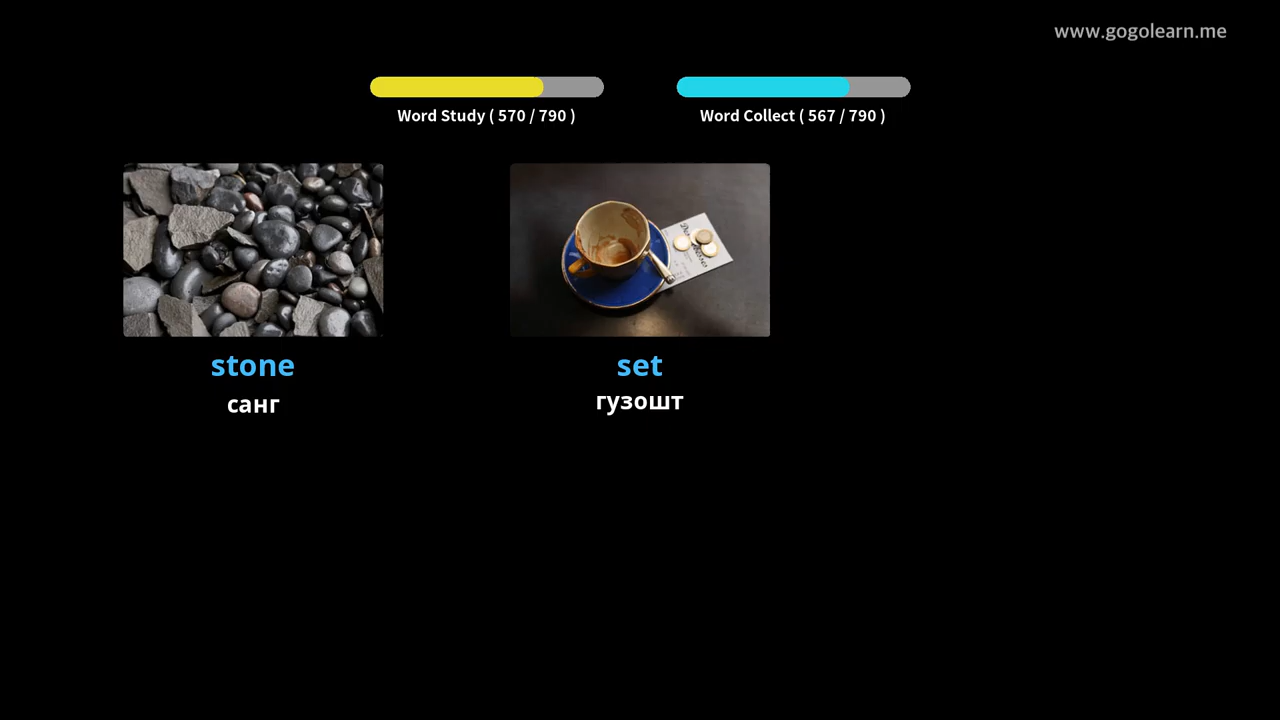 www.gogolearn.me
Word Study ( 570 / 790 )
Word Collect ( 567 / 790 )
stone
санг
set
гузошт